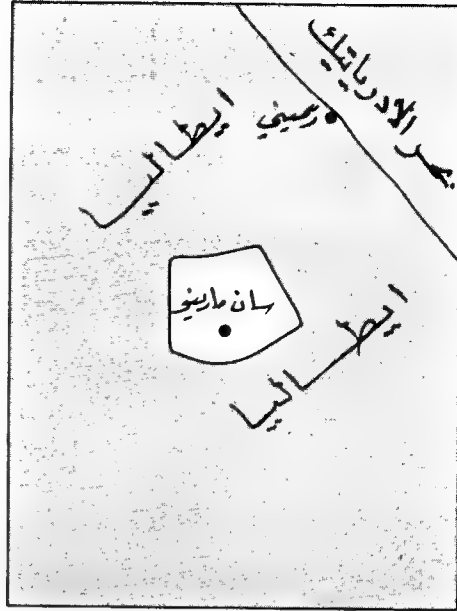 بحر الادرياتيك
ريميني
ايطاليا
سان مارينو
ايطاليا